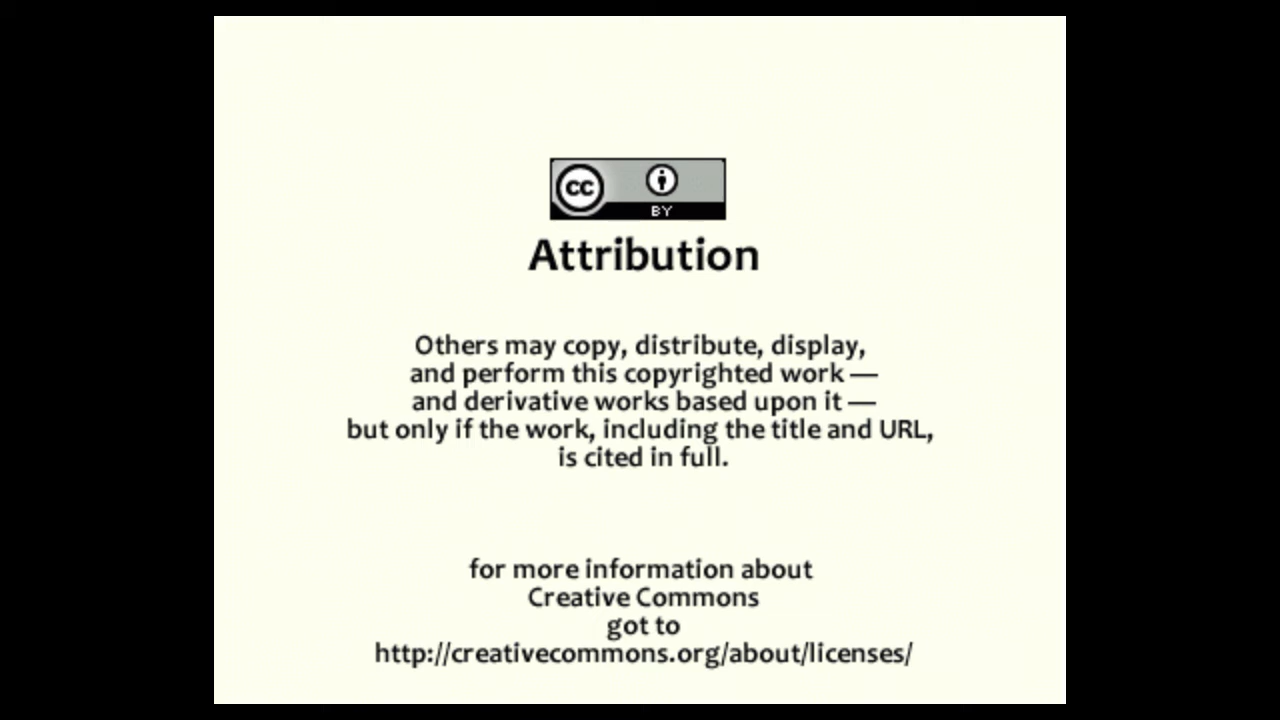 cc
BY
Attribution
Others may copy, distribute, display,
and perform this copyrighted work —
and derivative works based upon it —
but only if the work, including the title and URL,
is cited in full.
for more information about
Creative Commons
got to
http://creativecommons.org/about/licenses/